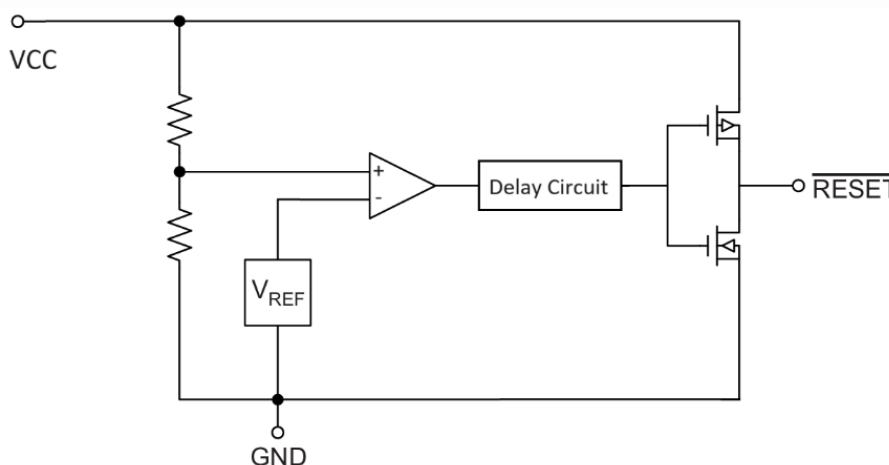 VCC
+
-
Delay Circuit
RESET
VREF
GND